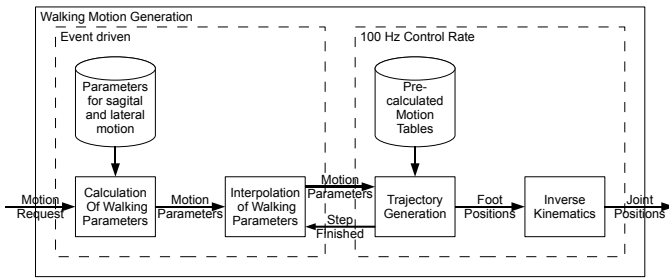 Walking Motion Generation
Event driven
100 Hz Control Rate
Parameters
for sagital
and lateral
motion
Pre-
calculated
Motion
Tables
Motion
Request
Calculation
Of Walking
Parameters
Motion
Parameters
Interpolation
of Walking
Parameters
Motion
Parameters
Step
Finished
Trajectory
Generation
Foot
Positions
Inverse
Kinematics
Joint
Positions